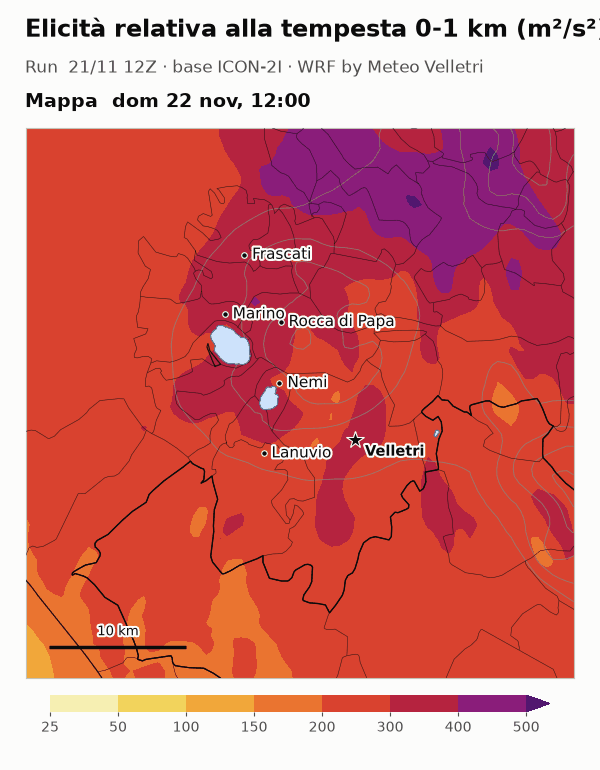 Elicità relativa alla tempesta 0-1 km (m²/s²)
Run  21/11 12Z · base ICON-2I · WRF by Meteo Velletri
Mappa  dom 22 nov, 12:00
Frascati
Marino
Rocca di Papa
Nemi
Velletri
Lanuvio
10 km
25 50 100 150 200 300 400 500